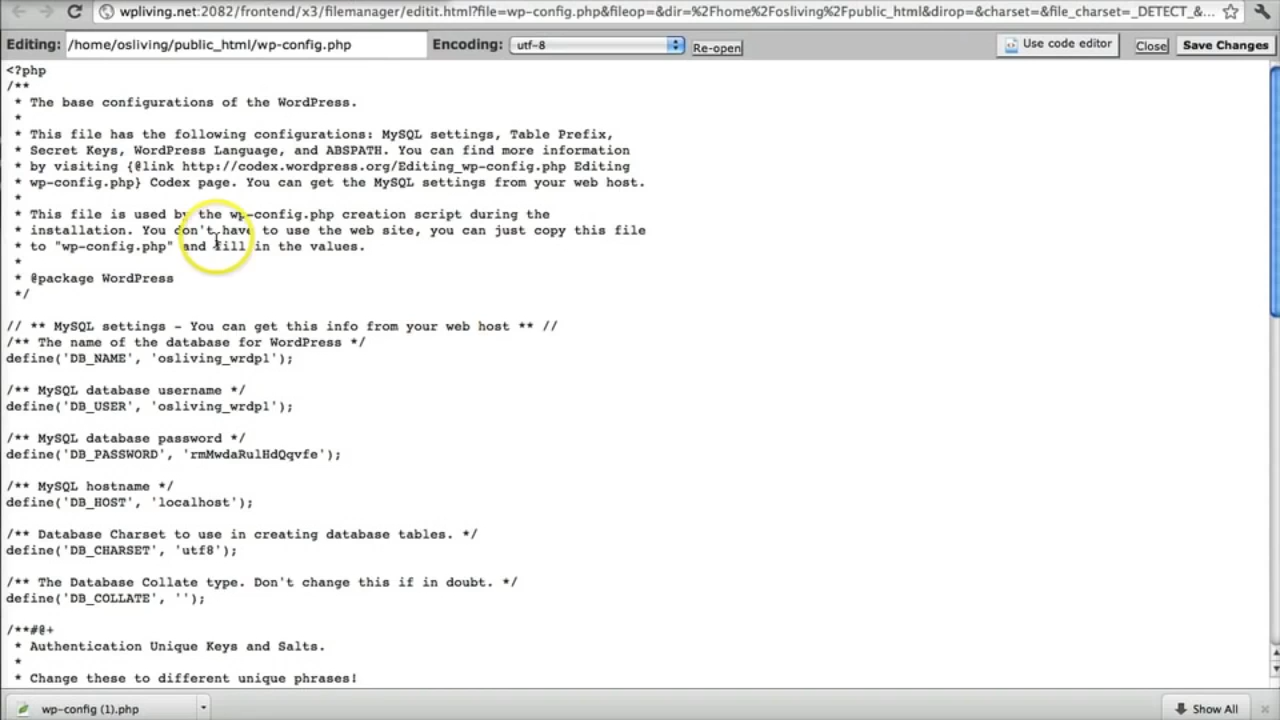 wpliving.net:2082/frontend/x3/filemanager/editit.html?file=wp-config.php&fileop=&dir=%2Fhome%2Fosliving%2Fpublic_html&dirop=&charset=&file_charset=_DETECT_&...
Editing: /home/osliving/public_html/wp-config.php Encoding: utf-8 Re-open Use code editor Close Save Changes
<?php
/**
 * The base configurations of the WordPress.
 *
 * This file has the following configurations: MySQL settings, Table Prefix,
 * Secret Keys, WordPress Language, and ABSPATH. You can find more information
 * by visiting {@link http://codex.wordpress.org/Editing_wp-config.php Editing
 * wp-config.php} Codex page. You can get the MySQL settings from your web host.
 *
 * This file is used by the wp-config.php creation script during the
 * installation. You don't have to use the web site, you can just copy this file
 * to "wp-config.php" and fill in the values.
 *
 * @package WordPress
 */
// ** MySQL settings - You can get this info from your web host ** //
/** The name of the database for WordPress */
define('DB_NAME', 'osliving_wrdp1');
/** MySQL database username */
define('DB_USER', 'osliving_wrdp1');
/** MySQL database password */
define('DB_PASSWORD', 'rmMwdaRulHdQqvfe');
/** MySQL hostname */
define('DB_HOST', 'localhost');
/** Database Charset to use in creating database tables. */
define('DB_CHARSET', 'utf8');
/** The Database Collate type. Don't change this if in doubt. */
define('DB_COLLATE', '');
/**#@+
 * Authentication Unique Keys and Salts.
 *
 * Change these to different unique phrases!
wp-config (1).php Show All